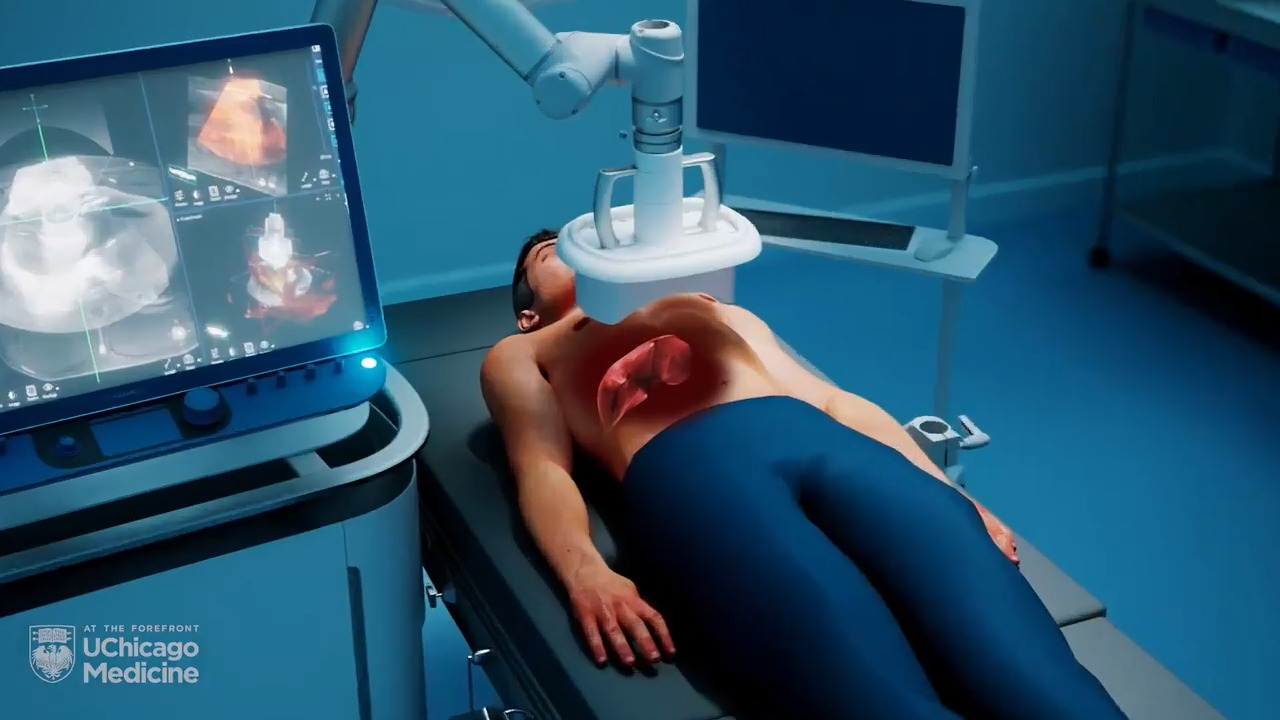 AT THE FOREFRONT
UChicago
Medicine